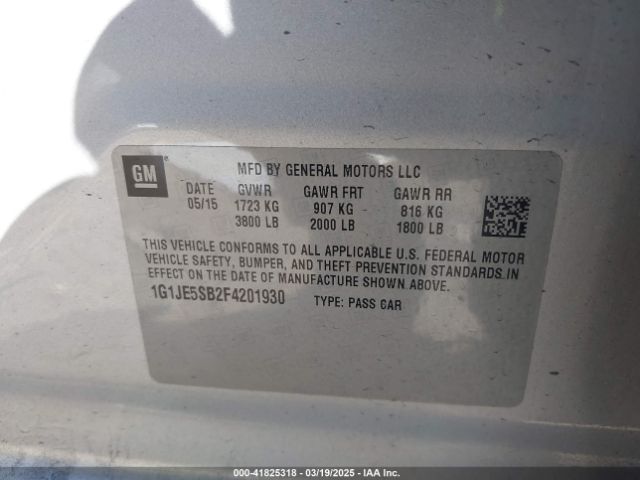 GM ®
MFD BY GENERAL MOTORS LLC
DATE GVWR GAWR FRT GAWR RR
05/15 1723 KG 907 KG 816 KG
3800 LB 2000 LB 1800 LB
THIS VEHICLE CONFORMS TO ALL APPLICABLE U.S. FEDERAL MOTOR
VEHICLE SAFETY, BUMPER, AND THEFT PREVENTION STANDARDS IN
EFFECT ON THE DATE OF MANUFACTURE SHOWN ABOVE.
1G1JE5SB2F4201930 TYPE: PASS CAR
000-41825318 - 03/19/2025 - IAA Inc.